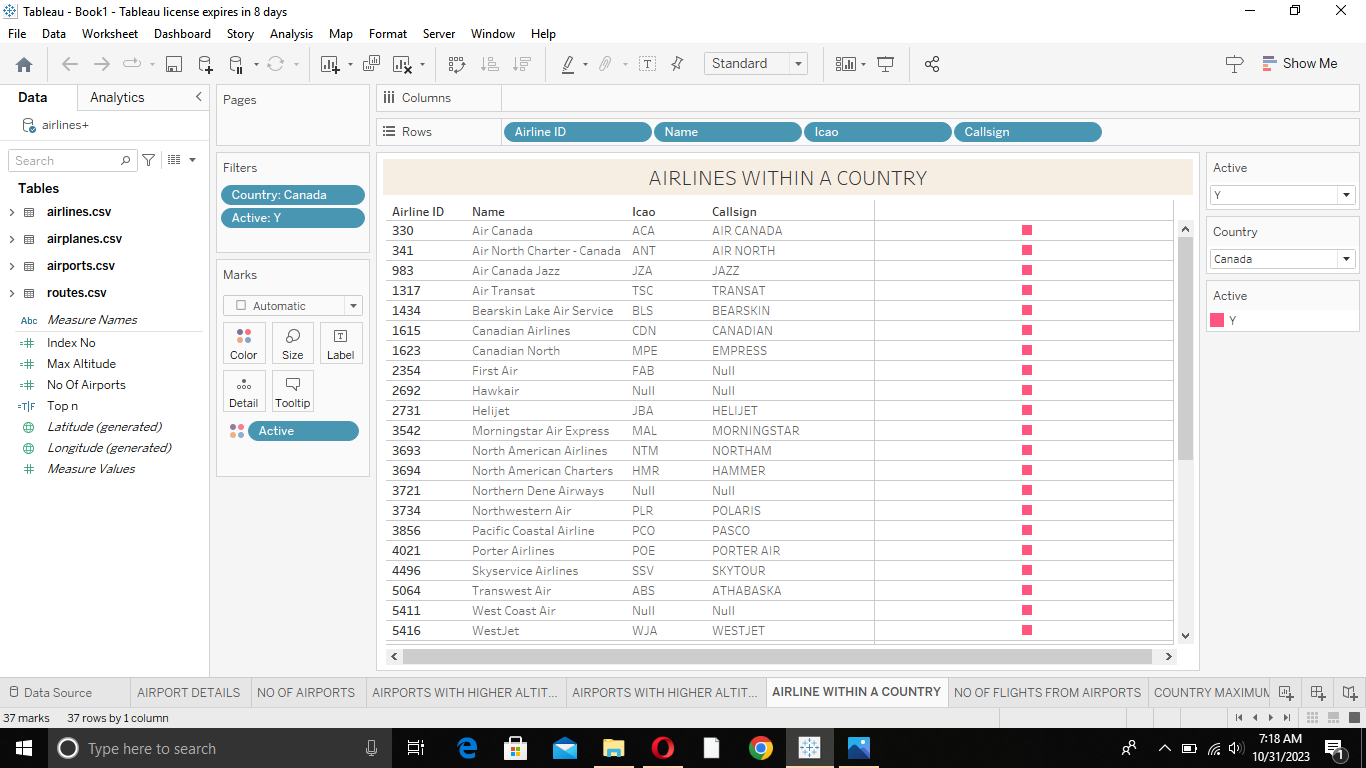 Tableau - Book1 - Tableau license expires in 8 days
File Data Worksheet Dashboard Story Analysis Map Format Server Window Help
Standard
Show Me
Data Analytics
airlines+
Search
Tables
airlines.csv
airplanes.csv
airports.csv
routes.csv
Abc Measure Names
Index No
Max Altitude
No Of Airports
=T|F Top n
Latitude (generated)
Longitude (generated)
Measure Values
Pages
Filters
Country: Canada
Active: Y
Marks
Automatic
Color Size Label
Detail Tooltip
Active
Columns
Rows Airline ID Name Icao Callsign
AIRLINES WITHIN A COUNTRY
Airline ID Name Icao Callsign
330 Air Canada ACA AIR CANADA
341 Air North Charter - Canada ANT AIR NORTH
983 Air Canada Jazz JZA JAZZ
1317 Air Transat TSC TRANSAT
1434 Bearskin Lake Air Service BLS BEARSKIN
1615 Canadian Airlines CDN CANADIAN
1623 Canadian North MPE EMPRESS
2354 First Air FAB Null
2692 Hawkair Null Null
2731 Helijet JBA HELIJET
3542 Morningstar Air Express MAL MORNINGSTAR
3693 North American Airlines NTM NORTHAM
3694 North American Charters HMR HAMMER
3721 Northern Dene Airways Null Null
3734 Northwestern Air PLR POLARIS
3856 Pacific Coastal Airline PCO PASCO
4021 Porter Airlines POE PORTER AIR
4496 Skyservice Airlines SSV SKYTOUR
5064 Transwest Air ABS ATHABASKA
5411 West Coast Air Null Null
5416 WestJet WJA WESTJET
Active
Y
Country
Canada
Active
Y
Data Source AIRPORT DETAILS NO OF AIRPORTS AIRPORTS WITH HIGHER ALTIT... AIRPORTS WITH HIGHER ALTIT... AIRLINE WITHIN A COUNTRY NO OF FLIGHTS FROM AIRPORTS COUNTRY MAXIMUM
37 marks 37 rows by 1 column
Type here to search
7:18 AM
10/31/2023
1